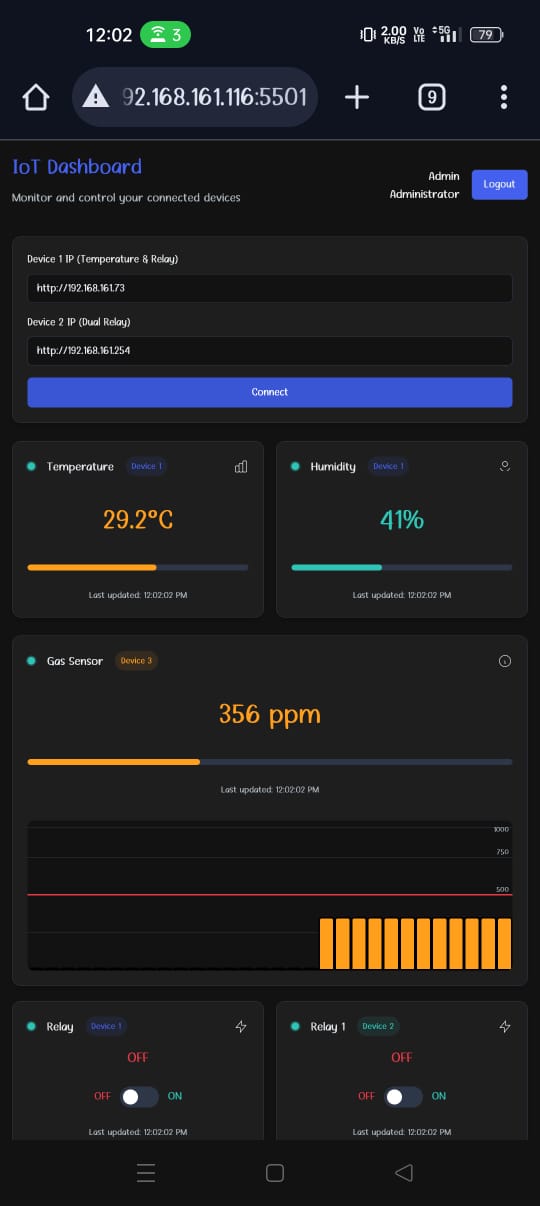 12:02 3 2.00 KB/S Vo LTE 5G 79
92.168.161.116:5501 9
IoT Dashboard
Monitor and control your connected devices
Admin
Administrator
Logout
Device 1 IP (Temperature & Relay)
http://192.168.161.73
Device 2 IP (Dual Relay)
http://192.168.161.254
Connect
Temperature Device 1
29.2°C
Last updated: 12:02:02 PM
Humidity Device 1
41%
Last updated: 12:02:02 PM
Gas Sensor Device 3
356 ppm
Last updated: 12:02:02 PM
1000
750
500
Relay Device 1
OFF
OFF ON
Last updated: 12:02:02 PM
Relay 1 Device 2
OFF
OFF ON
Last updated: 12:02:02 PM